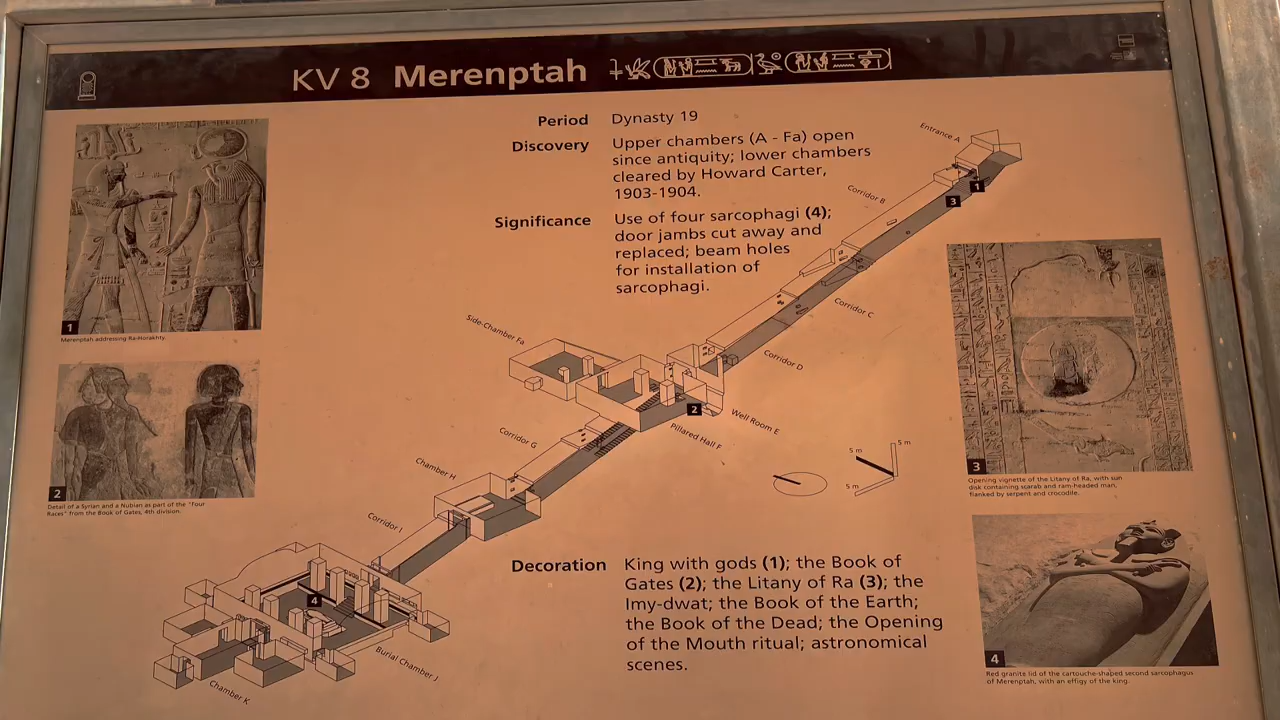 KV 8 Merenptah
Period Dynasty 19
Discovery Upper chambers (A - Fa) open
since antiquity; lower chambers
cleared by Howard Carter,
1903-1904.
Significance Use of four sarcophagi (4);
door jambs cut away and
replaced; beam holes
for installation of
sarcophagi.
Entrance A
1
3
Corridor B
Corridor C
Corridor D
Side-Chamber Fa
2
Well Room E
Pillared Hall F
Corridor G
Chamber H
Corridor I
4
Burial Chamber J
Chamber K
5 m
5 m
5 m
1
Merenptah addressing Ra-Horakhty.
2
Detail of a Syrian and a Nubian as part of the "Four
Races" from the Book of Gates, 4th division.
3
Opening vignette of the Litany of Ra, with sun
disk containing scarab and ram-headed man,
flanked by serpent and crocodile.
4
Red granite lid of the cartouche-shaped second sarcophagus
of Merenptah, with an effigy of the king.
Decoration King with gods (1); the Book of
Gates (2); the Litany of Ra (3); the
Imy-dwat; the Book of the Earth;
the Book of the Dead; the Opening
of the Mouth ritual; astronomical
scenes.